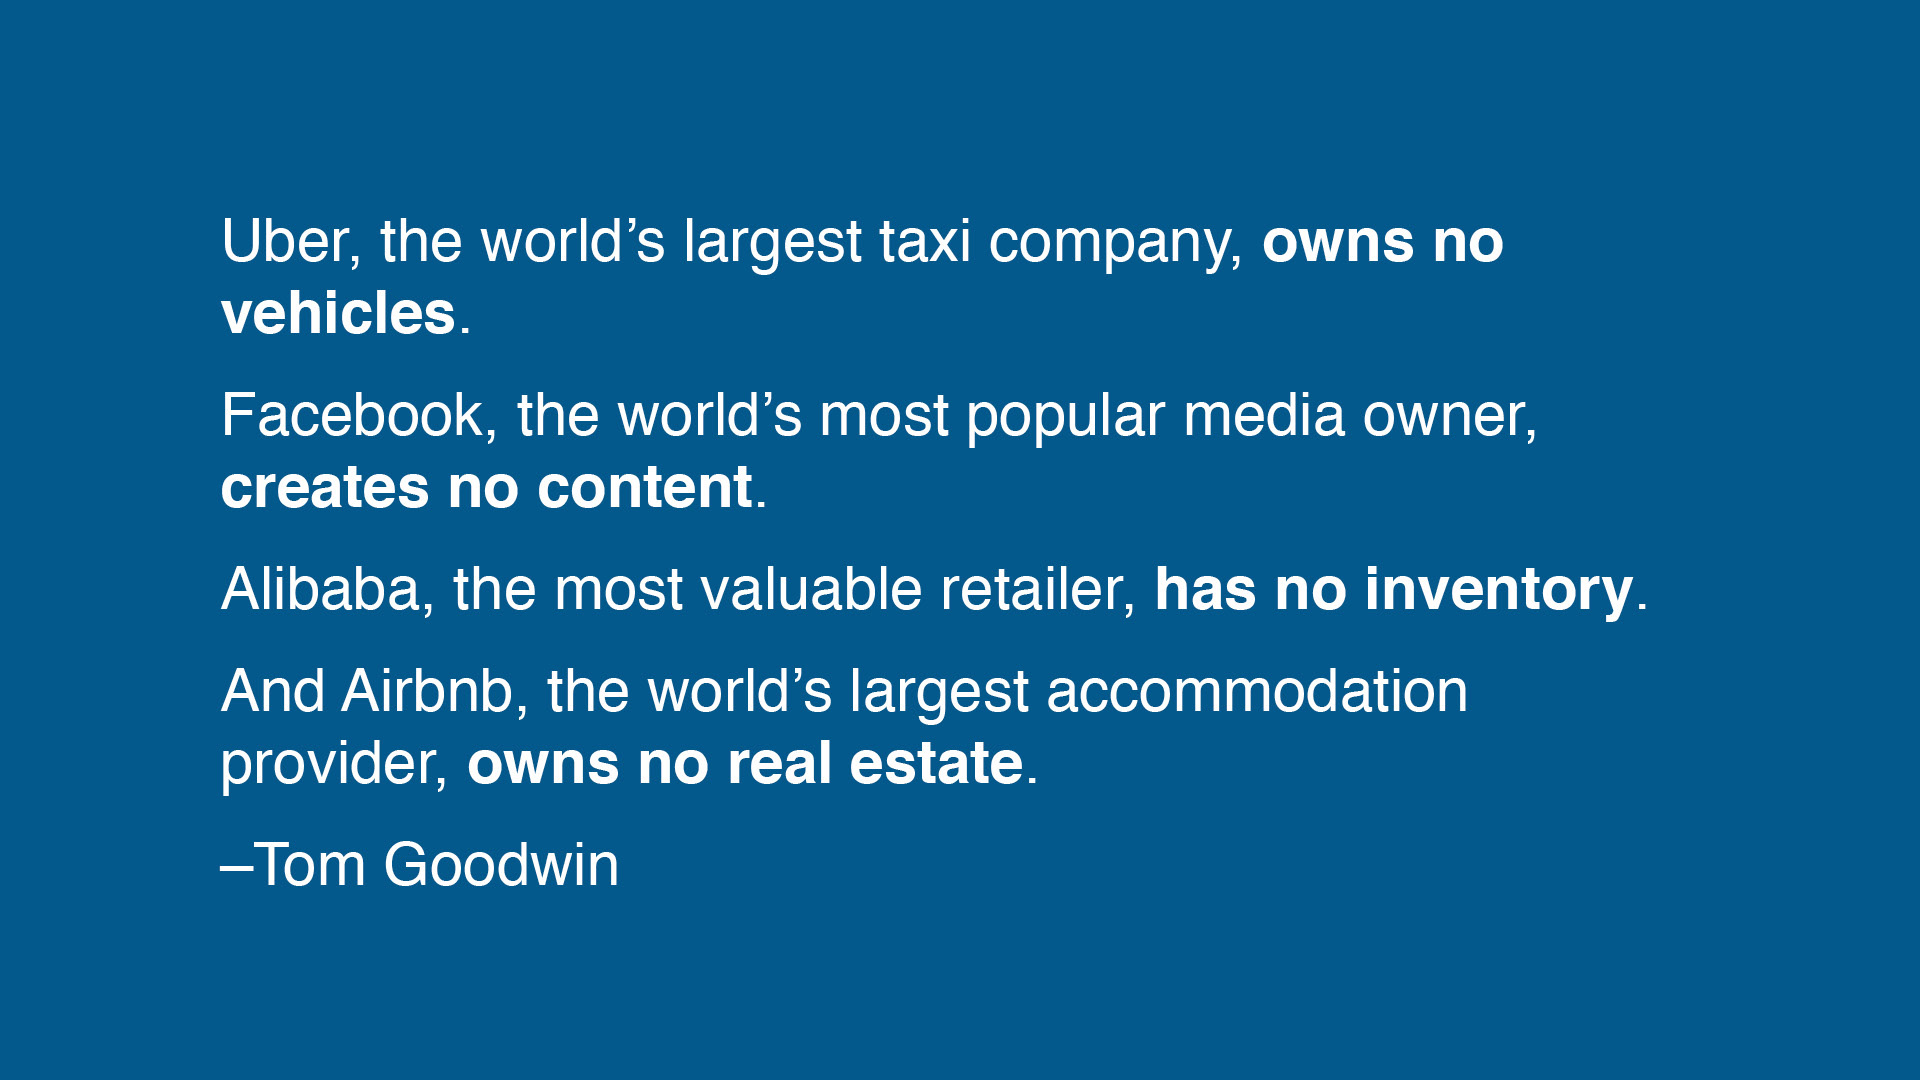 Uber, the world’s largest taxi company, owns no
vehicles.
Facebook, the world’s most popular media owner,
creates no content.
Alibaba, the most valuable retailer, has no inventory.
And Airbnb, the world’s largest accommodation
provider, owns no real estate.
–Tom Goodwin